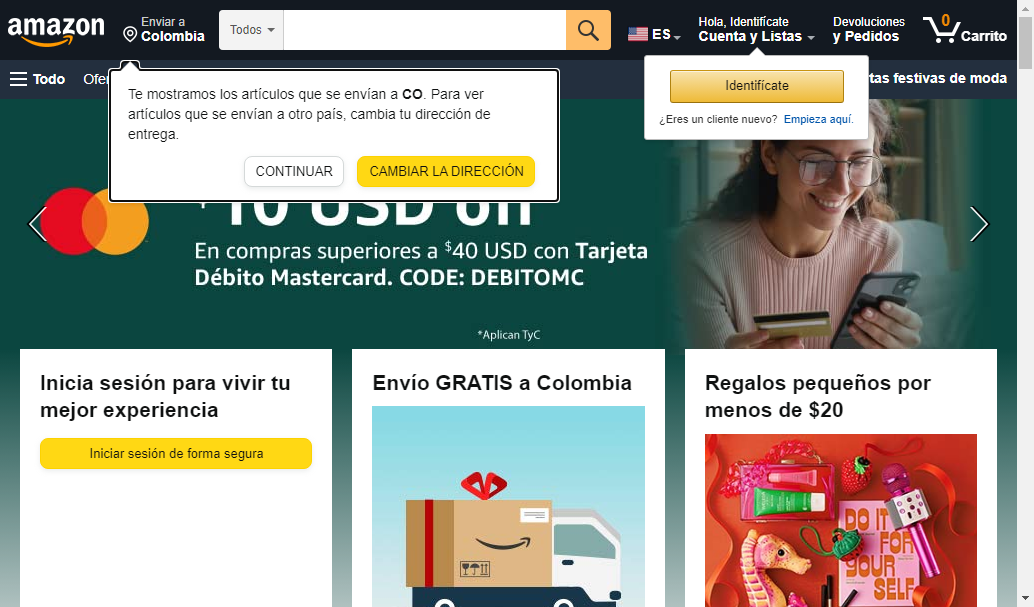 amazon
Enviar a
Colombia
Todos
ES
Hola, Identifícate
Cuenta y Listas
Devoluciones
y Pedidos
0
Carrito
Todo
Ofer
tas festivas de moda
Te mostramos los artículos que se envían a CO. Para ver
artículos que se envían a otro país, cambia tu dirección de
entrega.
CONTINUAR
CAMBIAR LA DIRECCIÓN
Identifícate
¿Eres un cliente nuevo? Empieza aquí.
$10 USD off
En compras superiores a $40 USD con Tarjeta
Débito Mastercard. CODE: DEBITOMC
*Aplican TyC
Inicia sesión para vivir tu
mejor experiencia
Iniciar sesión de forma segura
Envío GRATIS a Colombia
Regalos pequeños por
menos de $20
DO IT
FOR
YOUR
SELF